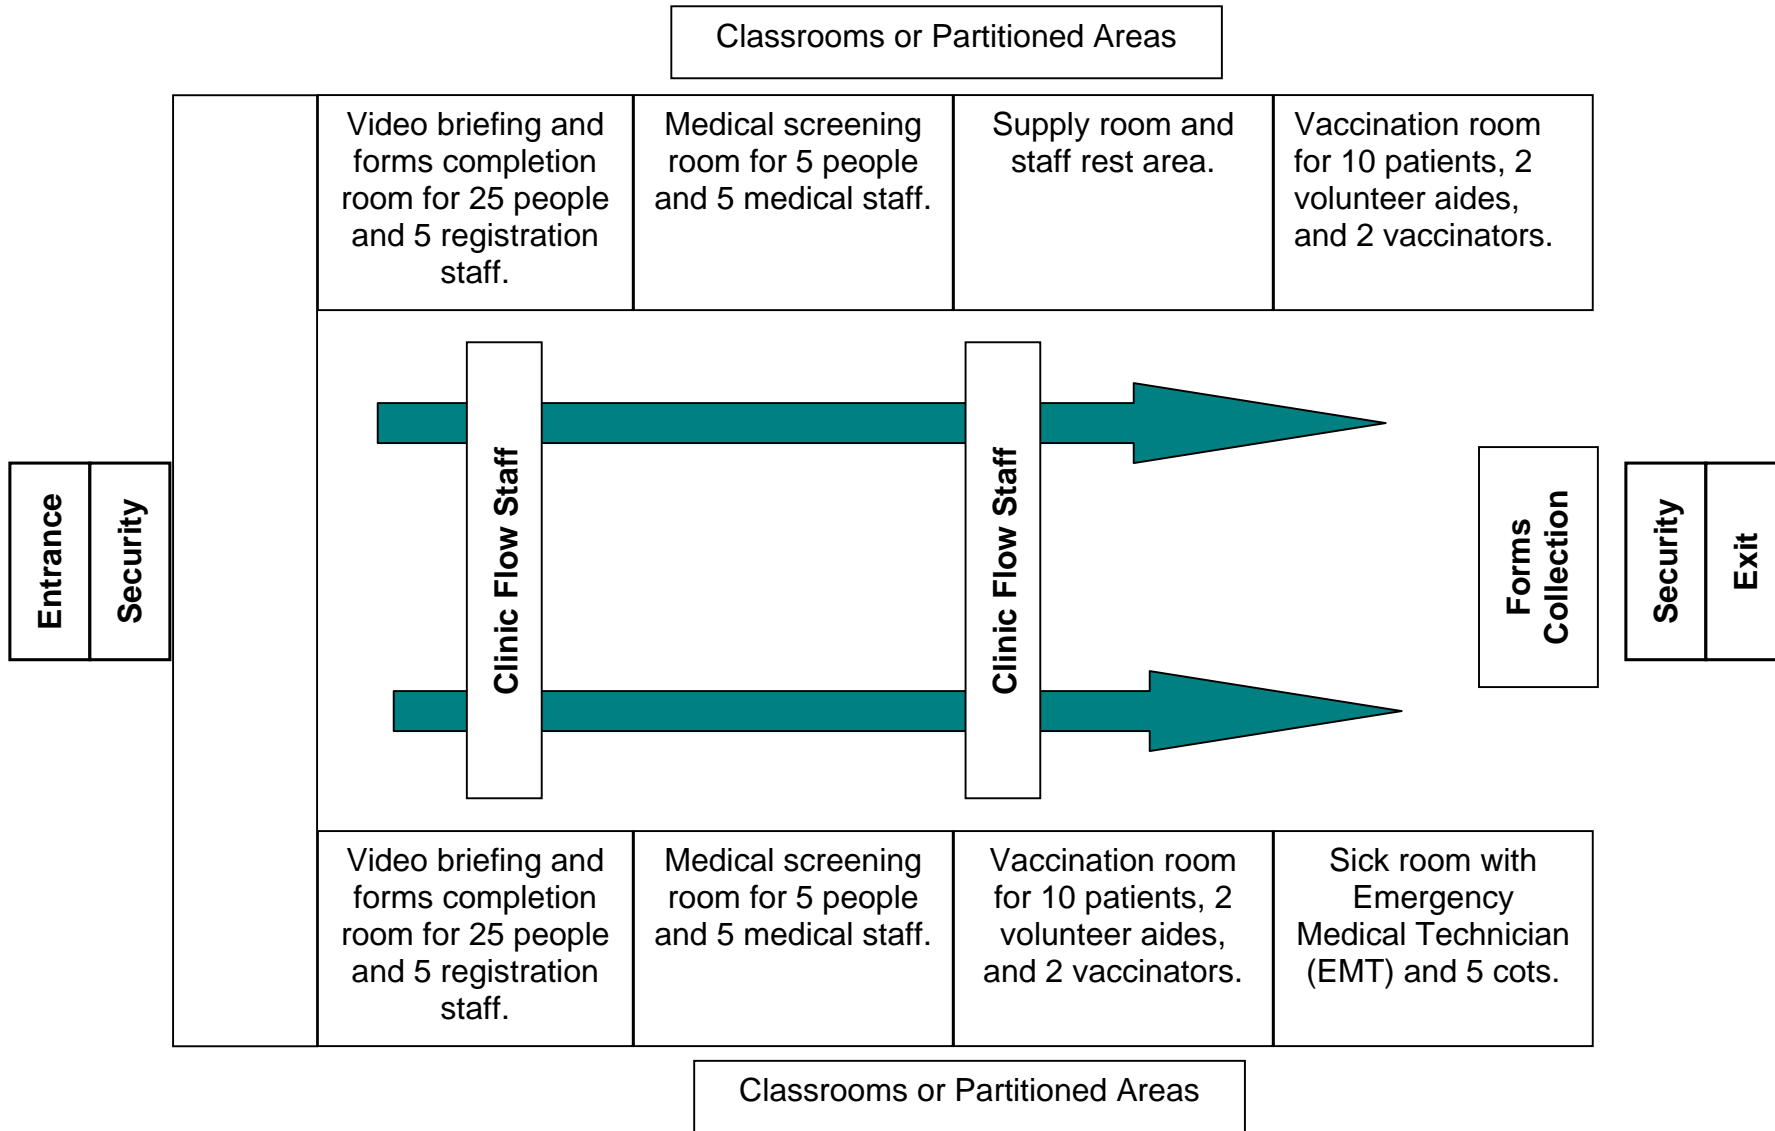 Classrooms or Partitioned Areas
Video briefing and
forms completion
room for 25 people
and 5 registration
staff.
Medical screening
room for 5 people
and 5 medical staff.
Supply room and
staff rest area.
Vaccination room
for 10 patients, 2
volunteer aides,
and 2 vaccinators.
Entrance
Security
Clinic Flow Staff
Clinic Flow Staff
Forms
Collection
Security
Exit
Video briefing and
forms completion
room for 25 people
and 5 registration
staff.
Medical screening
room for 5 people
and 5 medical staff.
Vaccination room
for 10 patients, 2
volunteer aides,
and 2 vaccinators.
Sick room with
Emergency
Medical Technician
(EMT) and 5 cots.
Classrooms or Partitioned Areas